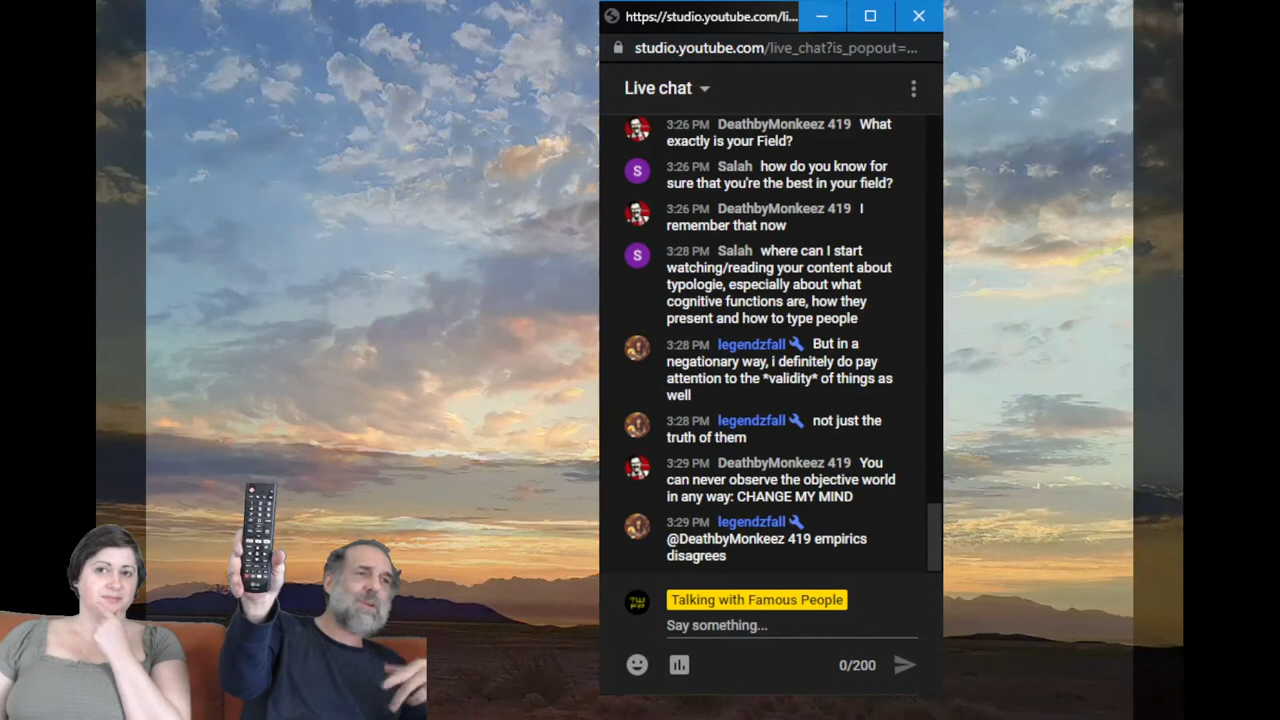 https://studio.youtube.com/li...
studio.youtube.com/live_chat?is_popout=...
Live chat
3:26 PM DeathbyMonkeez 419 What
exactly is your Field?
S
3:26 PM Salah how do you know for
sure that you're the best in your field?
3:26 PM DeathbyMonkeez 419 I
remember that now
S
3:28 PM Salah where can I start
watching/reading your content about
typologie, especially about what
cognitive functions are, how they
present and how to type people
3:28 PM legendzfall But in a
negationary way, i definitely do pay
attention to the *validity* of things as
well
3:28 PM legendzfall not just the
truth of them
3:29 PM DeathbyMonkeez 419 You
can never observe the objective world
in any way: CHANGE MY MIND
3:29 PM legendzfall
@DeathbyMonkeez 419 empirics
disagrees
Talking with Famous People
Say something...
0/200